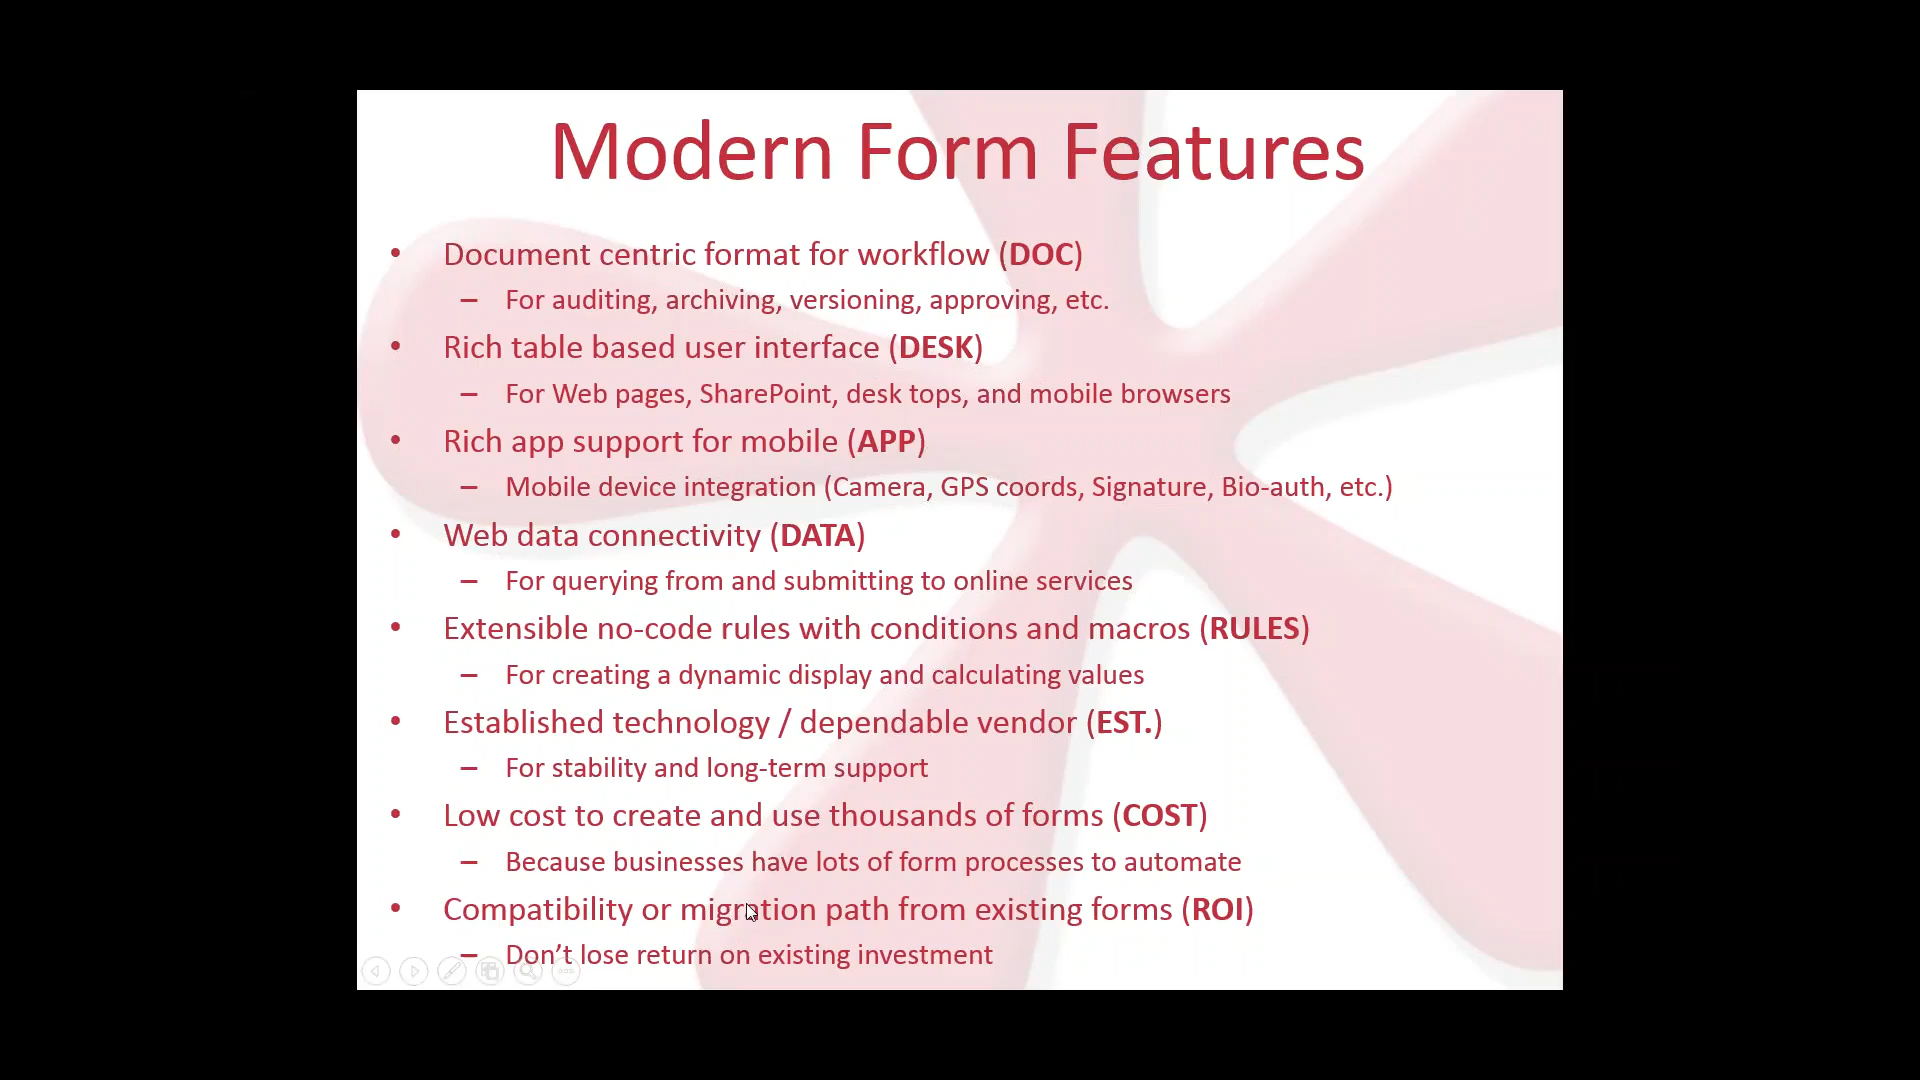 Modern Form Features
• Document centric format for workflow (DOC)
– For auditing, archiving, versioning, approving, etc.
• Rich table based user interface (DESK)
– For Web pages, SharePoint, desk tops, and mobile browsers
• Rich app support for mobile (APP)
– Mobile device integration (Camera, GPS coords, Signature, Bio-auth, etc.)
• Web data connectivity (DATA)
– For querying from and submitting to online services
• Extensible no-code rules with conditions and macros (RULES)
– For creating a dynamic display and calculating values
• Established technology / dependable vendor (EST.)
– For stability and long-term support
• Low cost to create and use thousands of forms (COST)
– Because businesses have lots of form processes to automate
• Compatibility or migration path from existing forms (ROI)
– Don’t lose return on existing investment